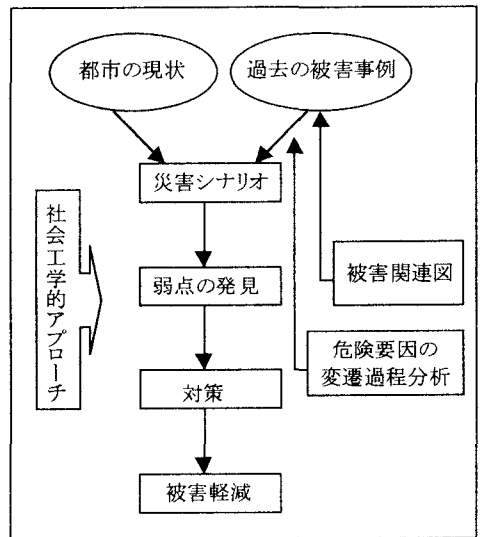 都市の現状
過去の被害事例
災害シナリオ
社会工学的アプローチ
弱点の発見
被害関連図
危険要因の
変遷過程分析
対策
被害軽減